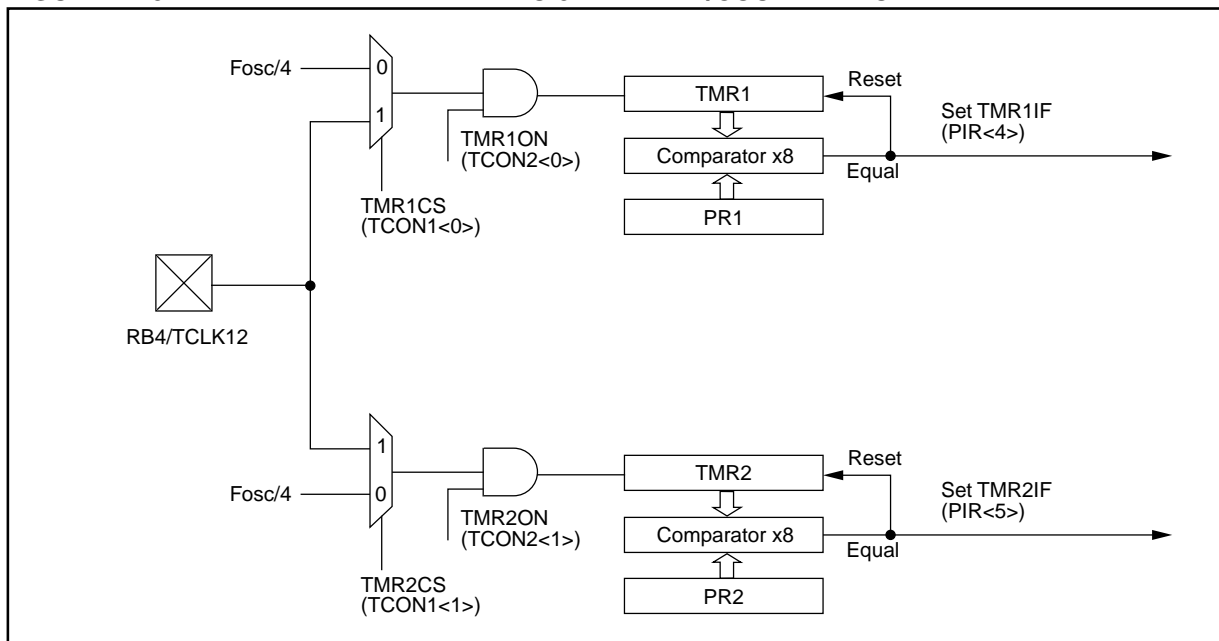 Fosc/4
0
1
TMR1ON
(TCON2<0>)
TMR1CS
(TCON1<0>)
TMR1
Comparator x8
PR1
Reset
Equal
Set TMR1IF
(PIR<4>)
RB4/TCLK12
1
0
Fosc/4
TMR2ON
(TCON2<1>)
TMR2CS
(TCON1<1>)
TMR2
Comparator x8
PR2
Reset
Equal
Set TMR2IF
(PIR<5>)